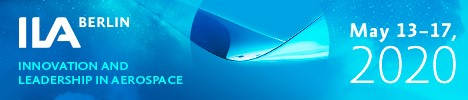 ILA BERLIN
INNOVATION AND
LEADERSHIP IN AEROSPACE
May 13–17,
2020